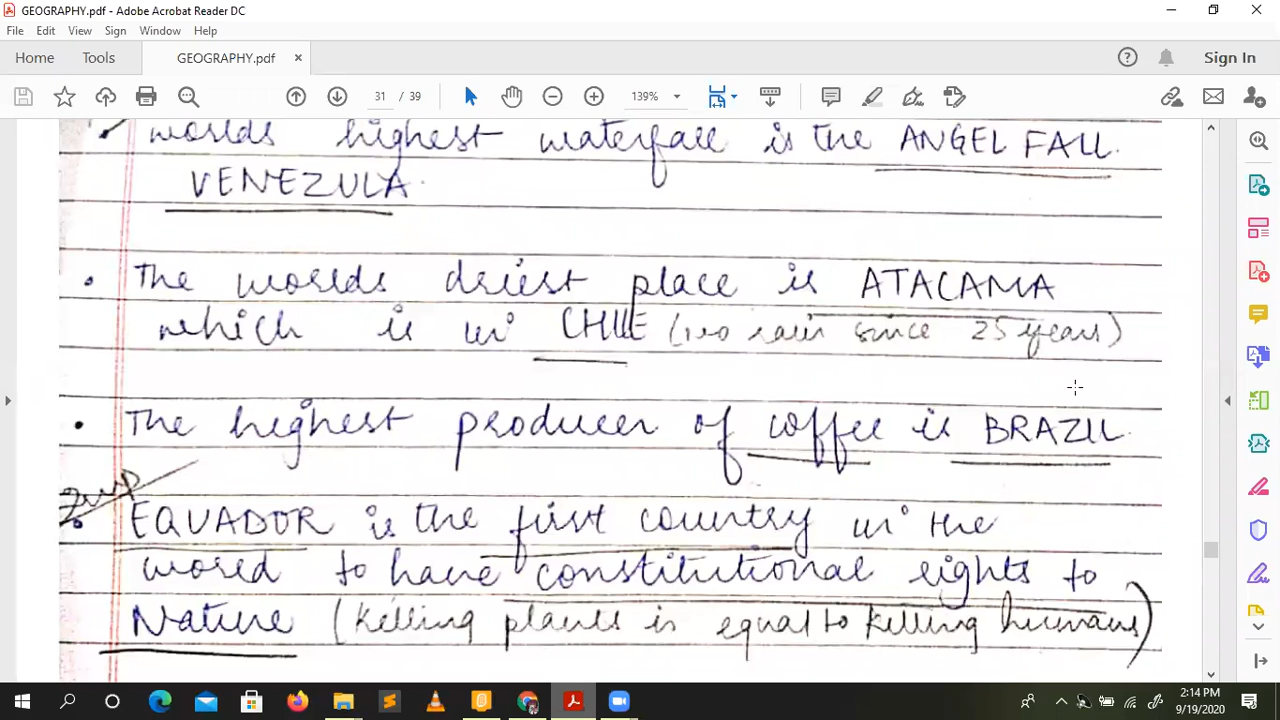 GEOGRAPHY.pdf - Adobe Acrobat Reader DC
File Edit View Sign Window Help
Home Tools GEOGRAPHY.pdf × Sign In
31 / 39 139%
worlds highest waterfall is the ANGEL FALL.
VENEZULA.
• The worlds driest place is ATACAMA
which is in CHILE (no rain since 25 years)
• The highest producer of coffee is BRAZIL.
Imp
EQUADOR is the first country in the
world to have constitutional rights to
Nature (killing plants is equal to killing humans)
2:14 PM
9/19/2020